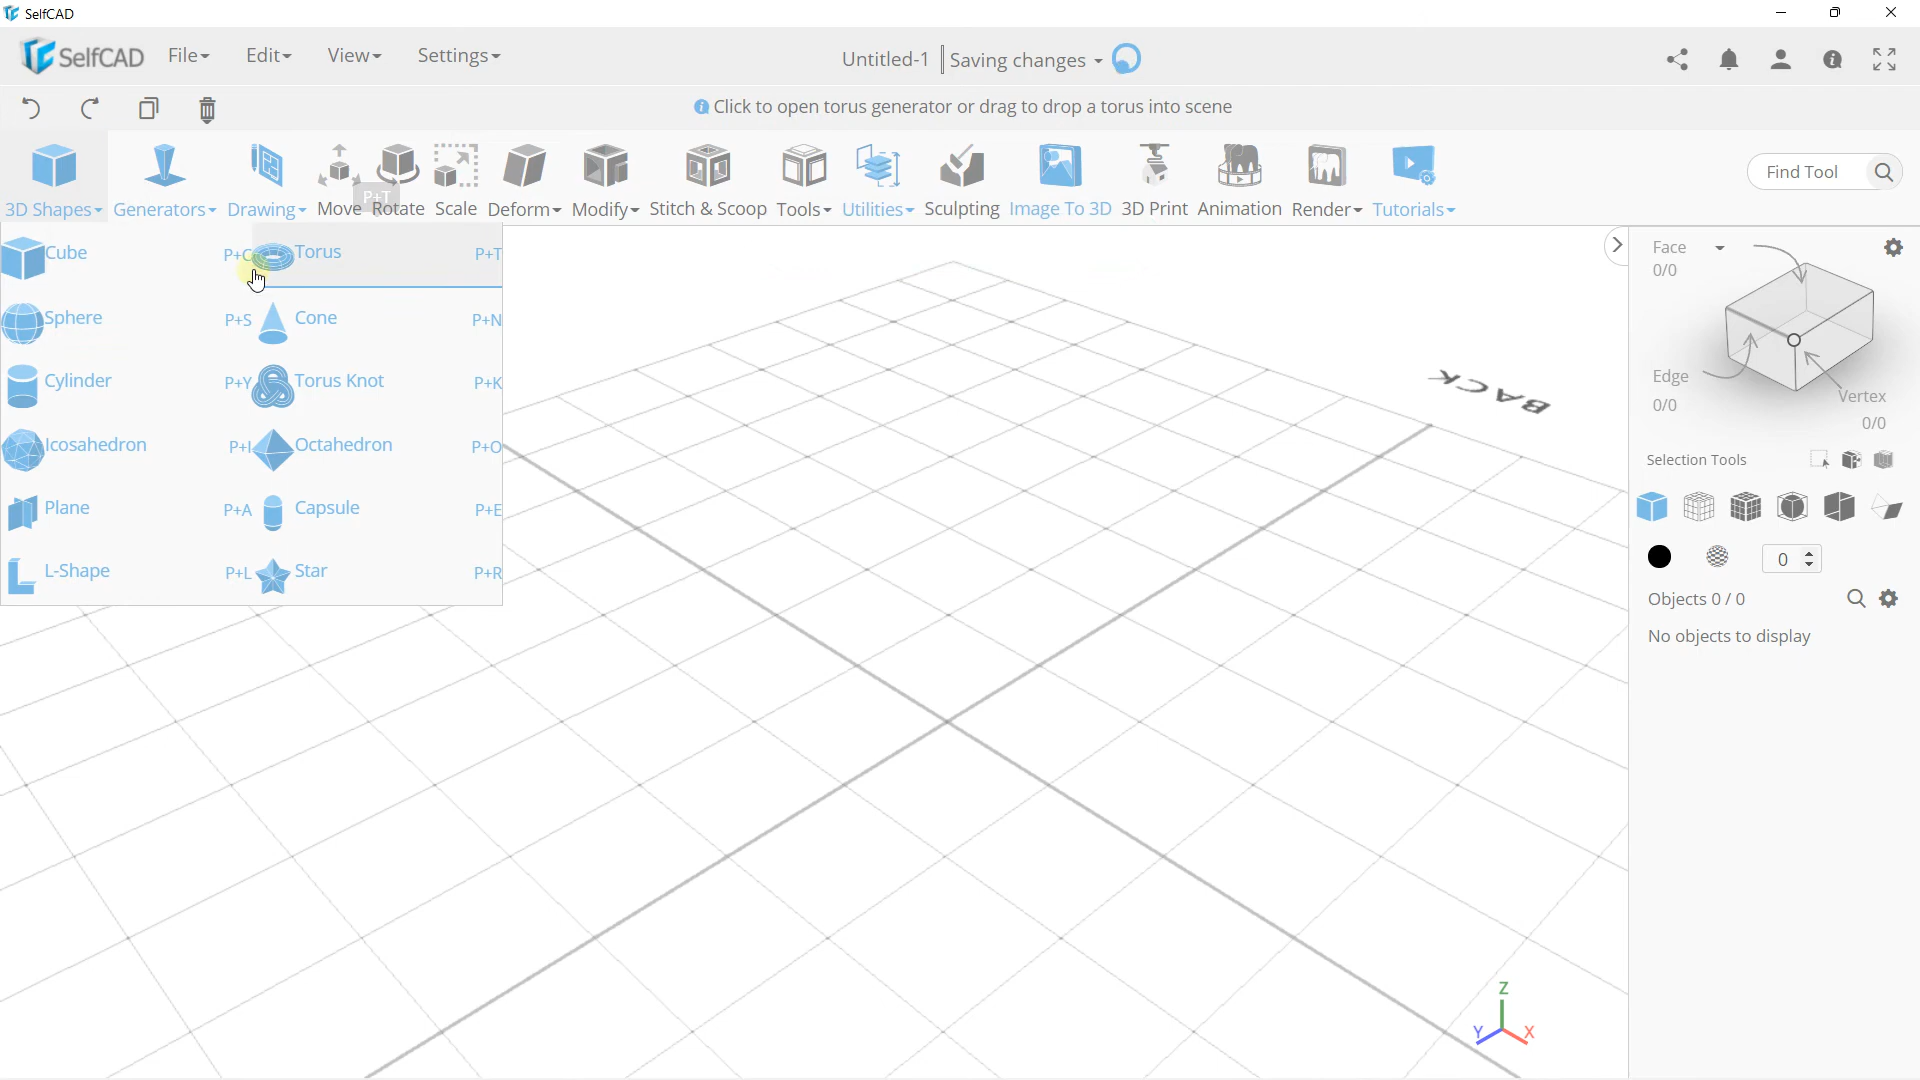 SelfCAD
SelfCAD File Edit View Settings Untitled-1 Saving changes
Click to open torus generator or drag to drop a torus into scene
Find Tool
P+T
3D Shapes Generators Drawing Move Rotate Scale Deform Modify Stitch & Scoop Tools Utilities Sculpting Image To 3D 3D Print Animation Render Tutorials
Cube P+C Torus P+T
Sphere P+S Cone P+N
Cylinder P+Y Torus Knot P+K
Icosahedron P+I Octahedron P+O
Plane P+A Capsule P+E
L-Shape P+L Star P+R
BACK
Z
Y X
Face
0/0
Edge
0/0
Vertex
0/0
Selection Tools
0
Objects 0 / 0
No objects to display